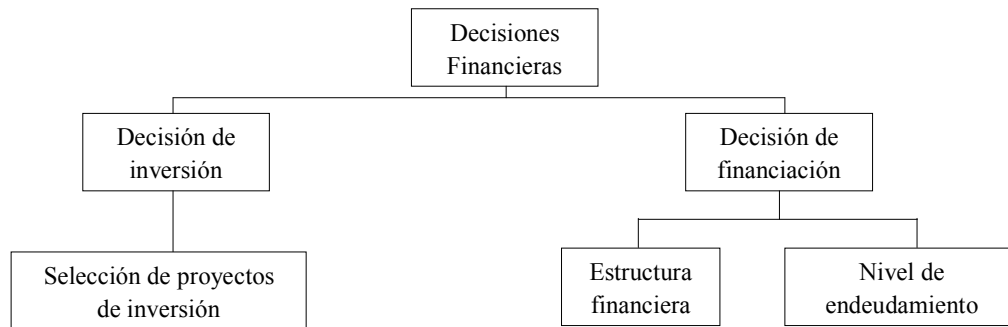 Decisiones
Financieras
Decisión de
inversión
Decisión de
financiación
Selección de proyectos
de inversión
Estructura
financiera
Nivel de
endeudamiento